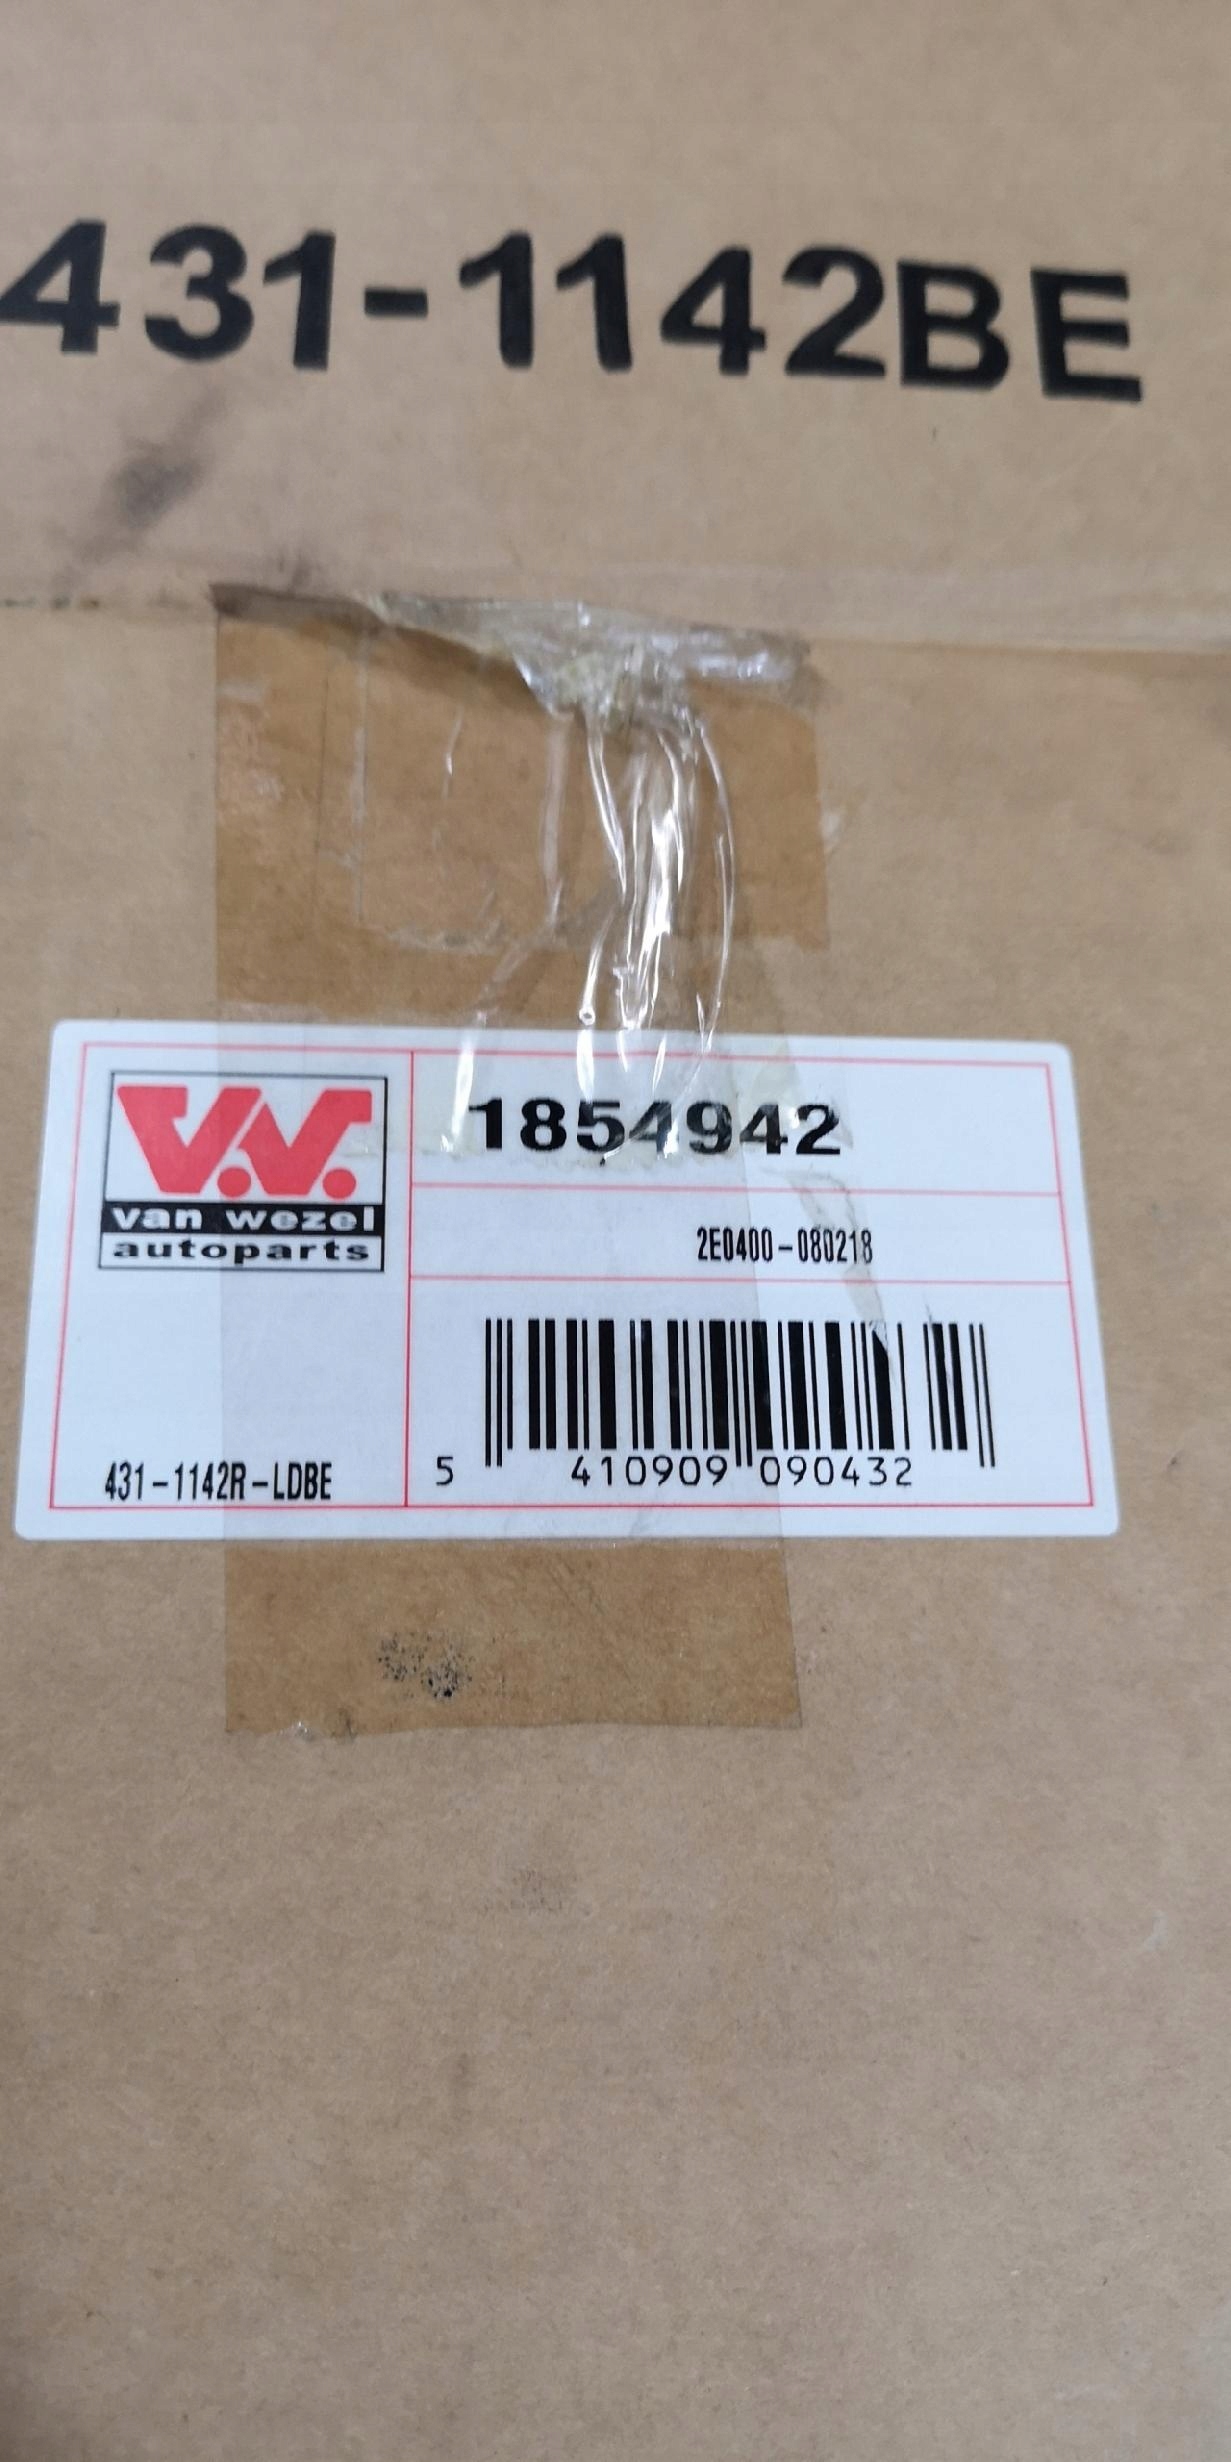 431-1142BE
V.W.
van wezel
autoparts
1854942
2E0400-080218
431-1142R-LDBE
5 410909 090432